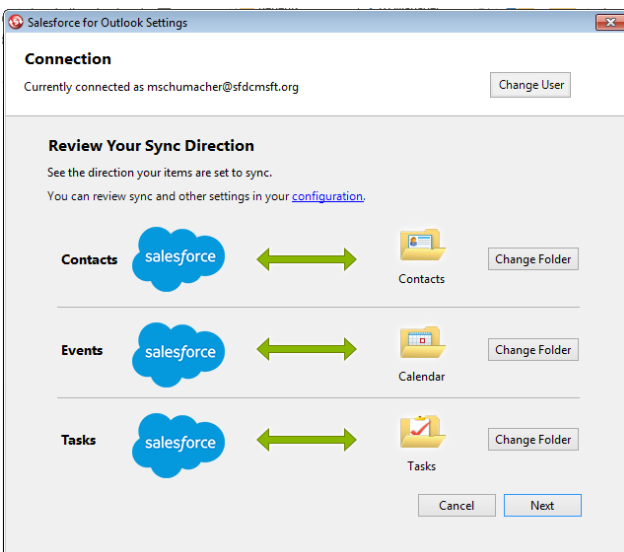 Salesforce for Outlook Settings
Connection
Currently connected as mschumacher@sfdcmsft.org
Change User
Review Your Sync Direction
See the direction your items are set to sync.
You can review sync and other settings in your configuration.
Contacts
salesforce
Contacts
Change Folder
Events
salesforce
Calendar
Change Folder
Tasks
salesforce
Tasks
Change Folder
Cancel
Next